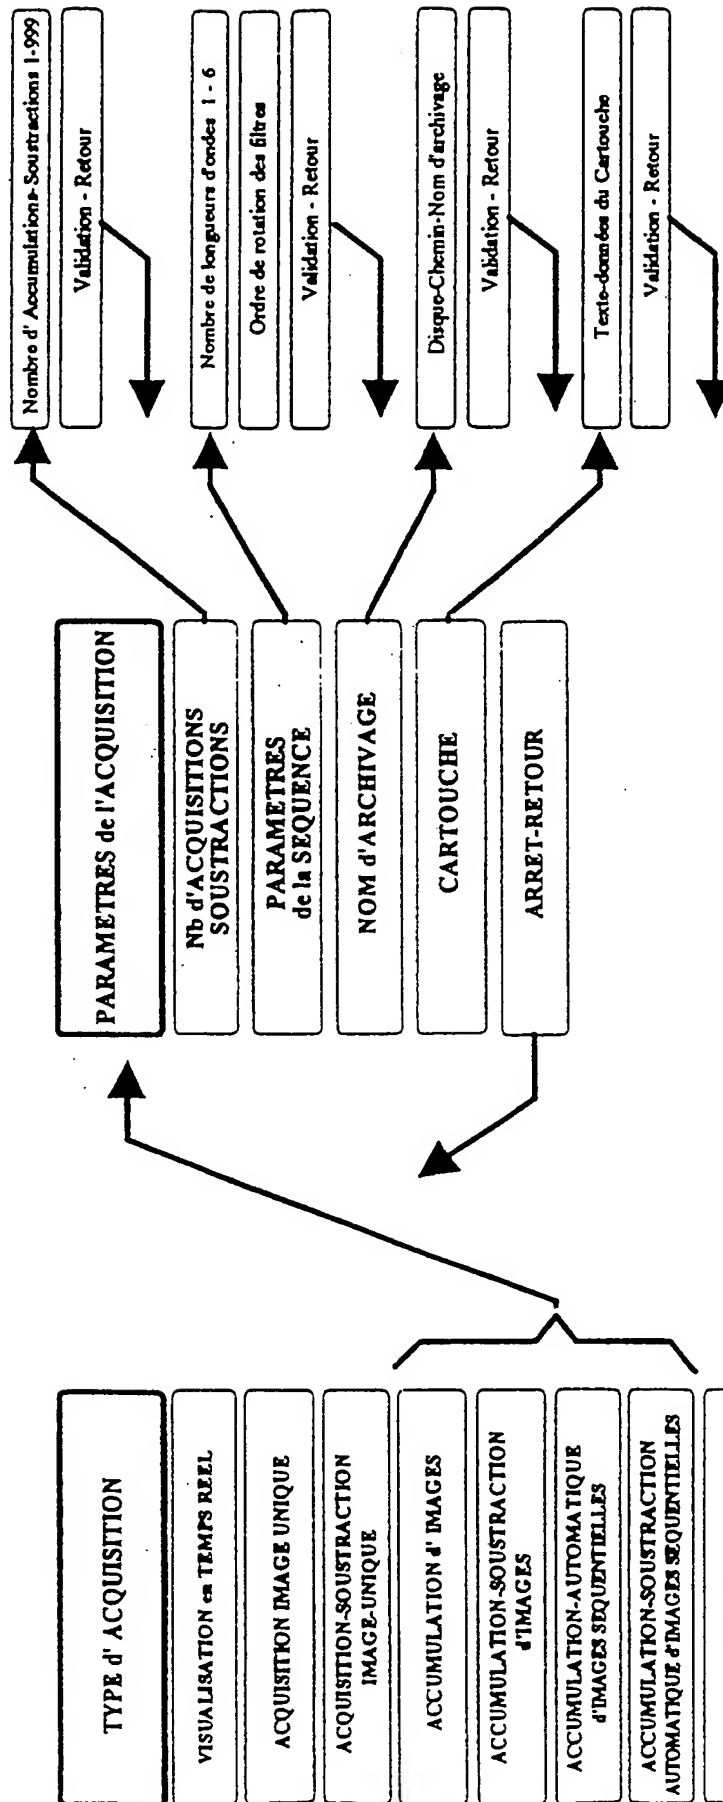 TYPE d' ACQUISITION
VISUALISATION en TEMPS REEL
ACQUISITION IMAGE UNIQUE
ACQUISITION-SOUSTRACTION
IMAGE-UNIQUE
ACCUMULATION d' IMAGES
ACCUMULATION-SOUSTRACTION
d'IMAGES
ACCUMULATION-AUTOMATIQUE
d'IMAGES SEQUENTIELLES
ACCUMULATION-SOUSTRACTION
AUTOMATIQUE d'IMAGES SEQUENTIELLES
PARAMETRES de l'ACQUISITION
Nb d'ACQUISITIONS
SOUSTRACTIONS
PARAMETRES
de la SEQUENCE
NOM d'ARCHIVAGE
CARTOUCHE
ARRET-RETOUR
Nombre d' Accumulations-Soustractions 1-999
Validation - Retour
Nombre de longueurs d'ondes 1 - 6
Ordre de rotation des filtres
Validation - Retour
Disque-Chemin-Nom d'archivage
Validation - Retour
Texte-données du Cartouche
Validation - Retour